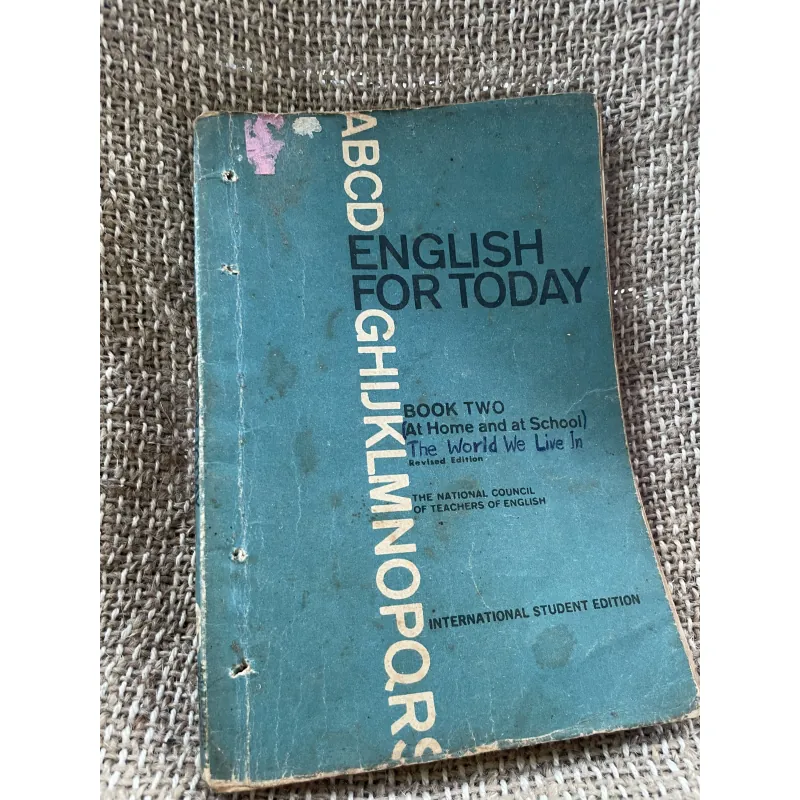 ABCD
ENGLISH
FOR TODAY
GHIJKLMNOPQRS
BOOK TWO
(At Home and at School)
The World We Live In
Revised Edition
THE NATIONAL COUNCIL
OF TEACHERS OF ENGLISH
INTERNATIONAL STUDENT EDITION